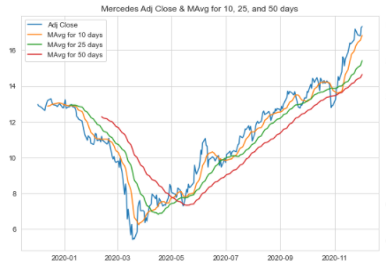 Mercedes Adj Close & MAvg for 10, 25, and 50 days
Adj Close
MAvg for 10 days
MAvg for 25 days
MAvg for 50 days
16
14
12
10
8
6
2020-01
2020-03
2020-05
2020-07
2020-09
2020-11